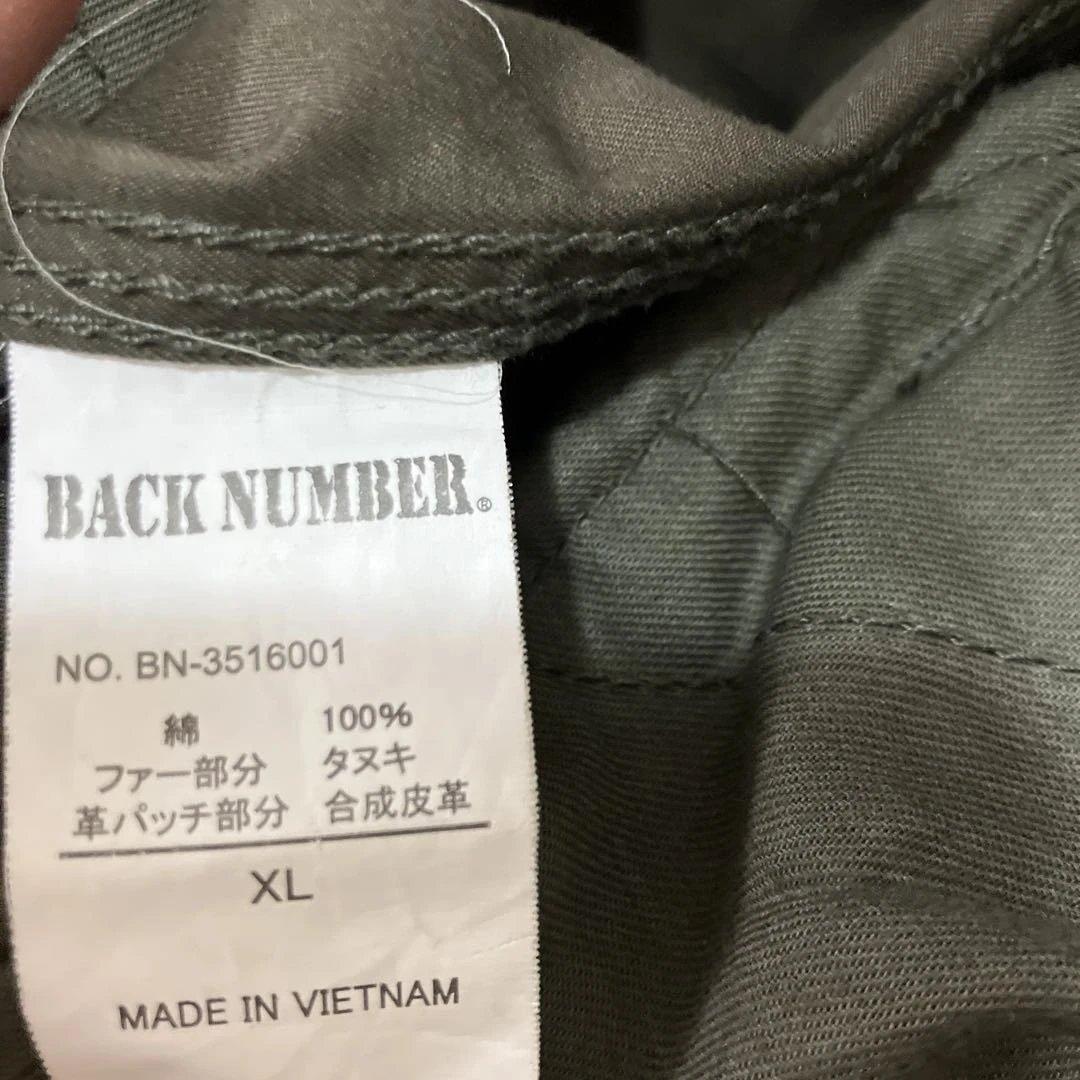 BACK NUMBER®
NO. BN-3516001
綿 100%
ファー部分 タヌキ
革パッチ部分 合成皮革
XL
MADE IN VIETNAM